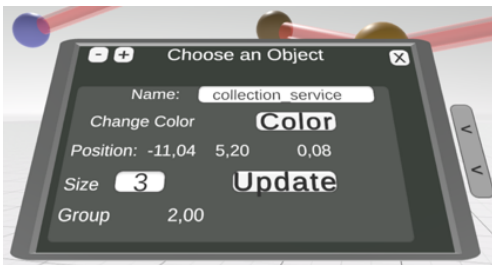 - + Choose an Object X
Name: collection_service
Change Color Color
Position: -11,04 5,20 0,08
Size 3 Update
Group 2,00
<
<